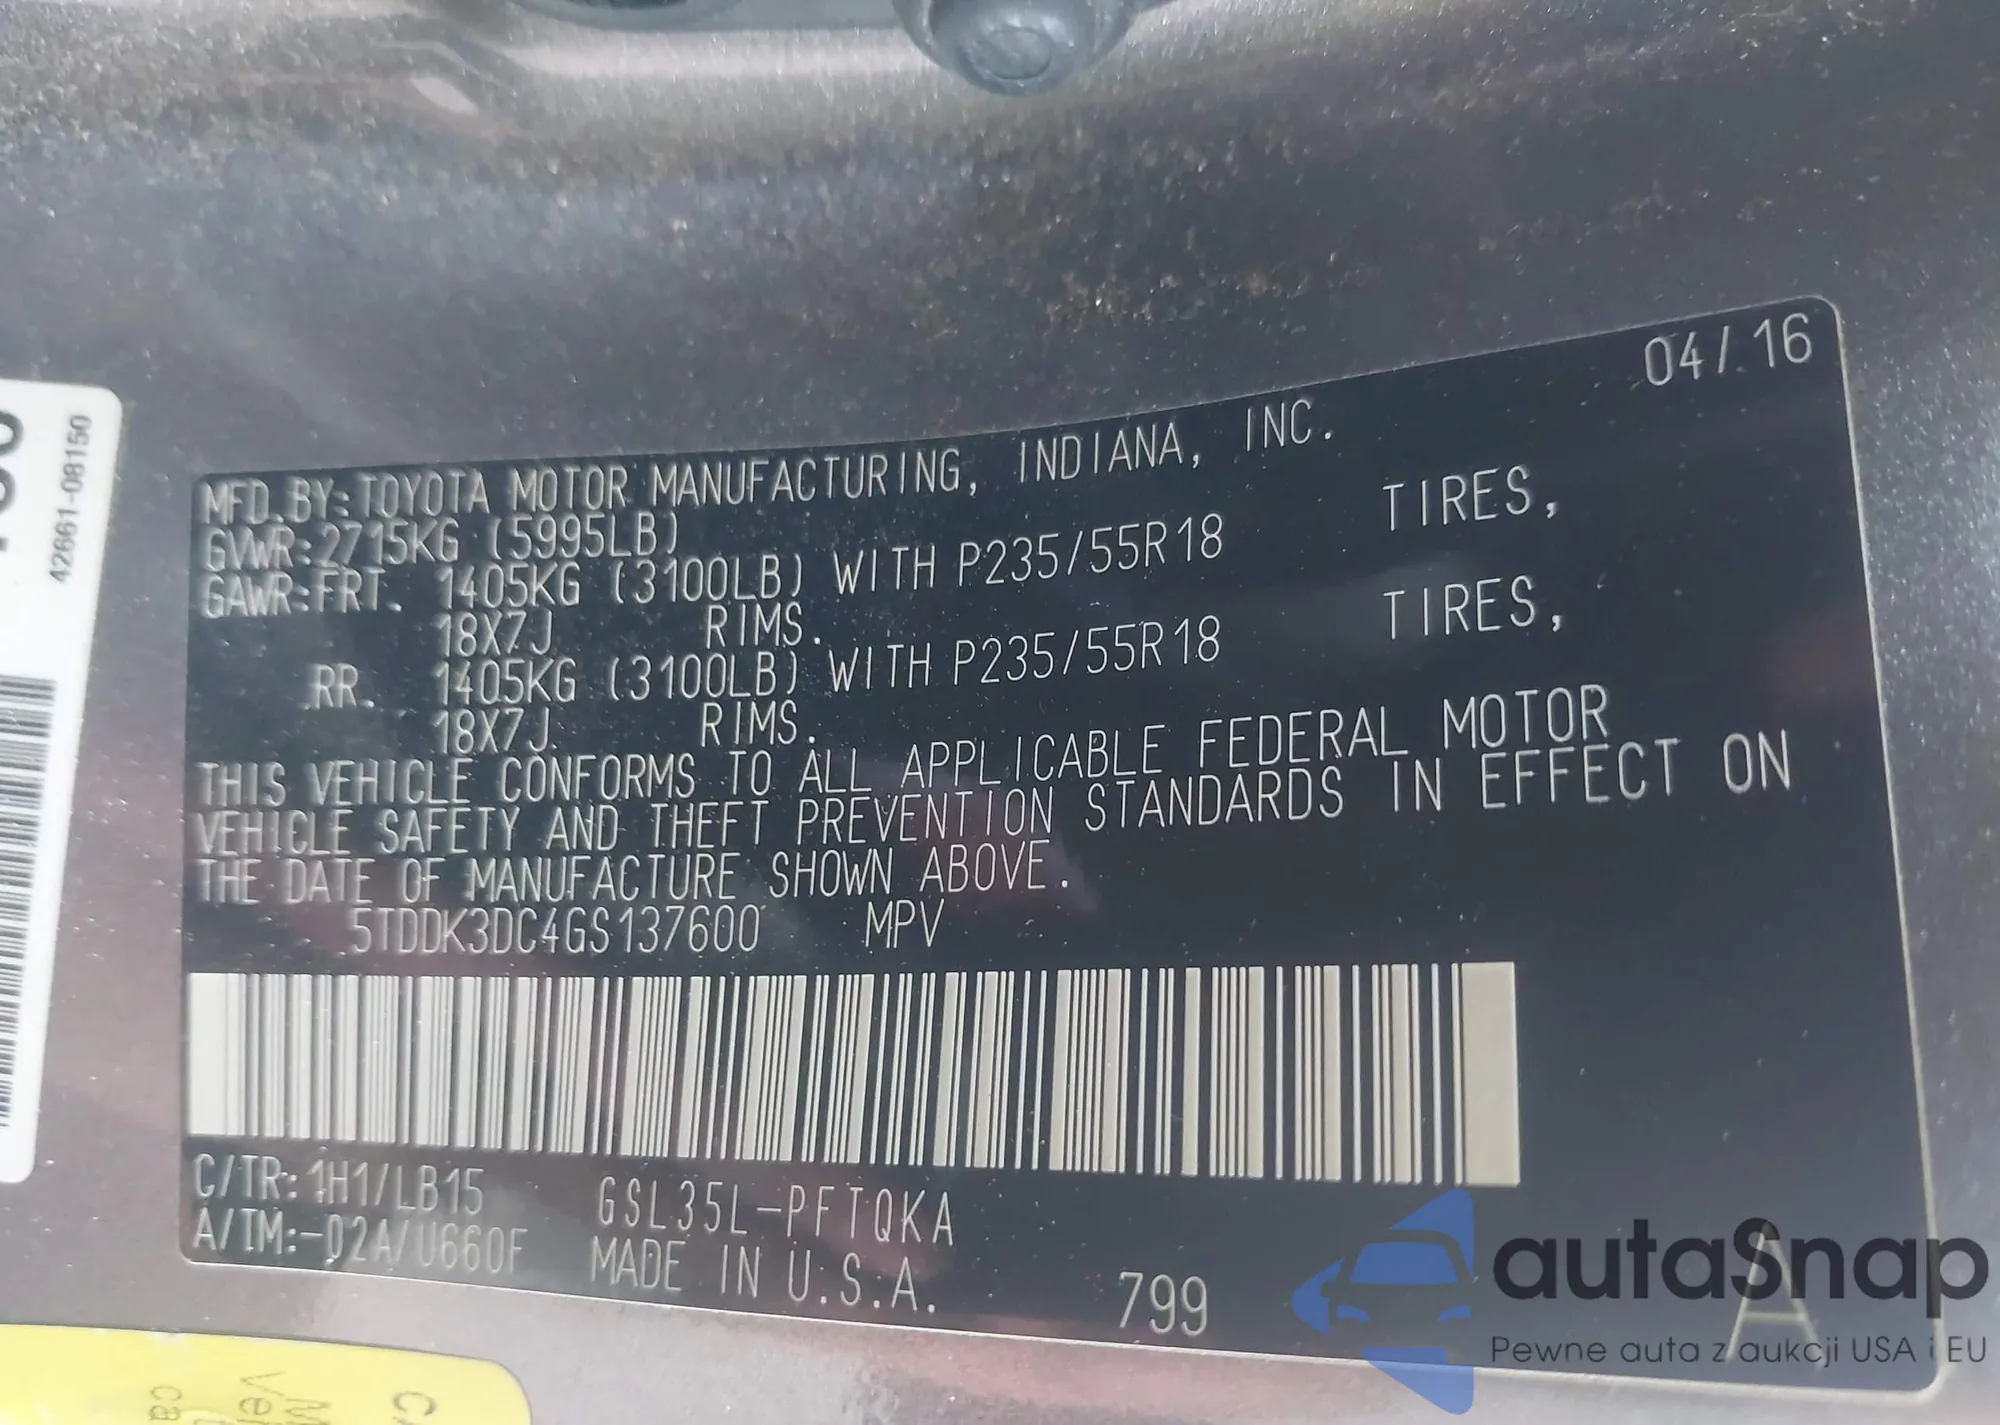 04/16
MFD. BY: TOYOTA MOTOR MANUFACTURING, INDIANA, INC.
GVWR: 2715KG (5995LB)
GAWR: FRT. 1405KG (3100LB) WITH P235/55R18 TIRES,
18X7J RIMS.
RR. 1405KG (3100LB) WITH P235/55R18 TIRES,
18X7J RIMS.
THIS VEHICLE CONFORMS TO ALL APPLICABLE FEDERAL MOTOR
VEHICLE SAFETY AND THEFT PREVENTION STANDARDS IN EFFECT ON
THE DATE OF MANUFACTURE SHOWN ABOVE.
5TDDK3DC4GS137600 MPV
C/TR: 1H1/LB15 GSL35L-PFTQKA
A/TM:-02A/U660F MADE IN U.S.A. 799 A
42661-08150
autaSnap
Pewne auta z aukcji USA i EU